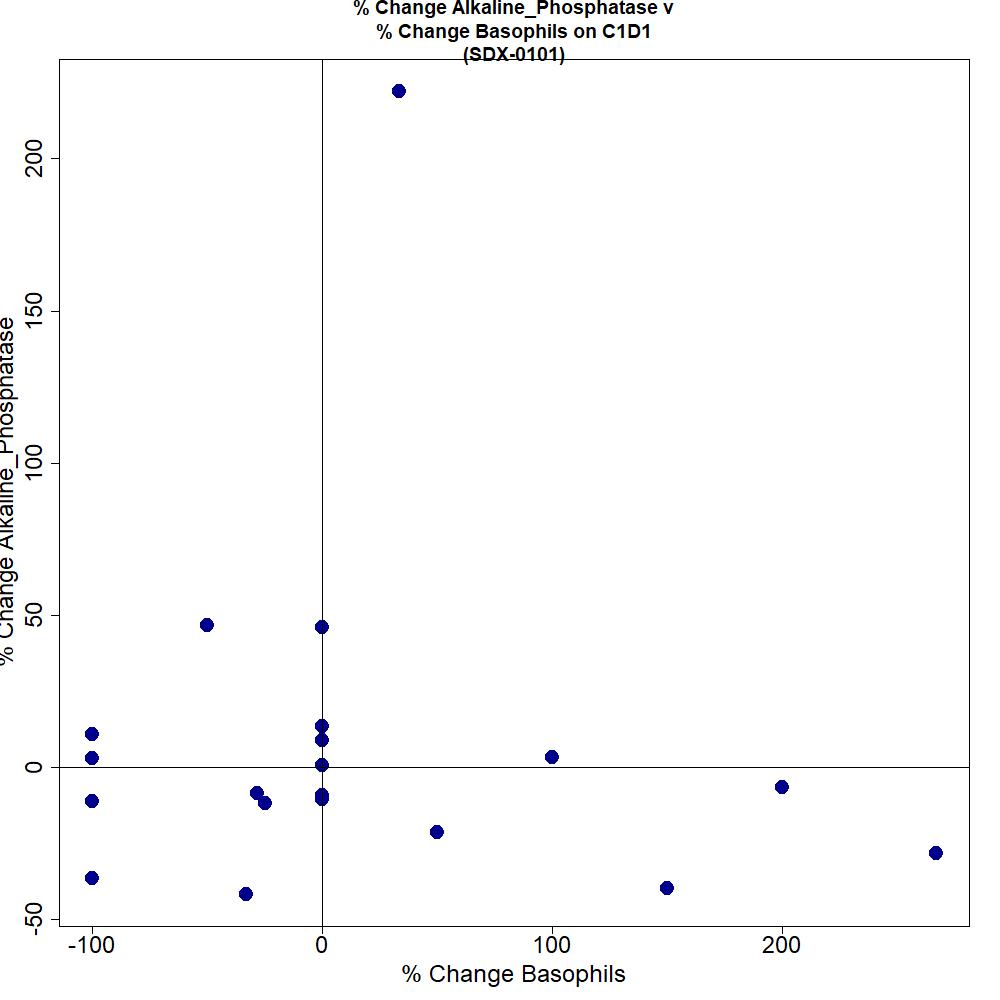 % Change Alkaline_Phosphatase v
% Change Basophils on C1D1
(SDX-0101)
% Change Alkaline_Phosphatase
200
150
100
50
0
-50
-100
0
100
200
% Change Basophils